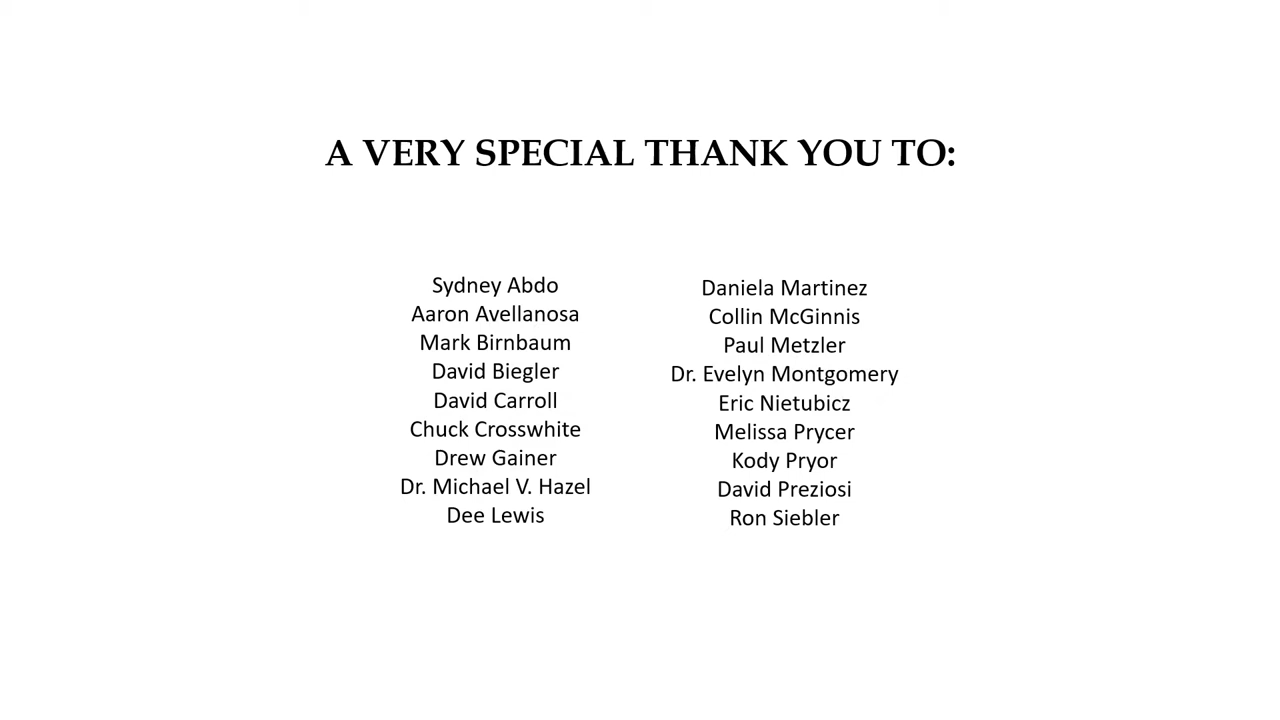 A VERY SPECIAL THANK YOU TO:
Sydney Abdo
Aaron Avellanosa
Mark Birnbaum
David Biegler
David Carroll
Chuck Crosswhite
Drew Gainer
Dr. Michael V. Hazel
Dee Lewis
Daniela Martinez
Collin McGinnis
Paul Metzler
Dr. Evelyn Montgomery
Eric Nietubicz
Melissa Prycer
Kody Pryor
David Preziosi
Ron Siebler